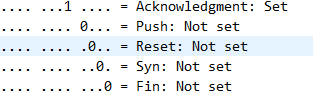 .... ...1 .... = Acknowledgment: Set
.... .... 0... = Push: Not set
.... .... .0.. = Reset: Not set
.... .... ..0. = Syn: Not set
.... .... ...0 = Fin: Not set